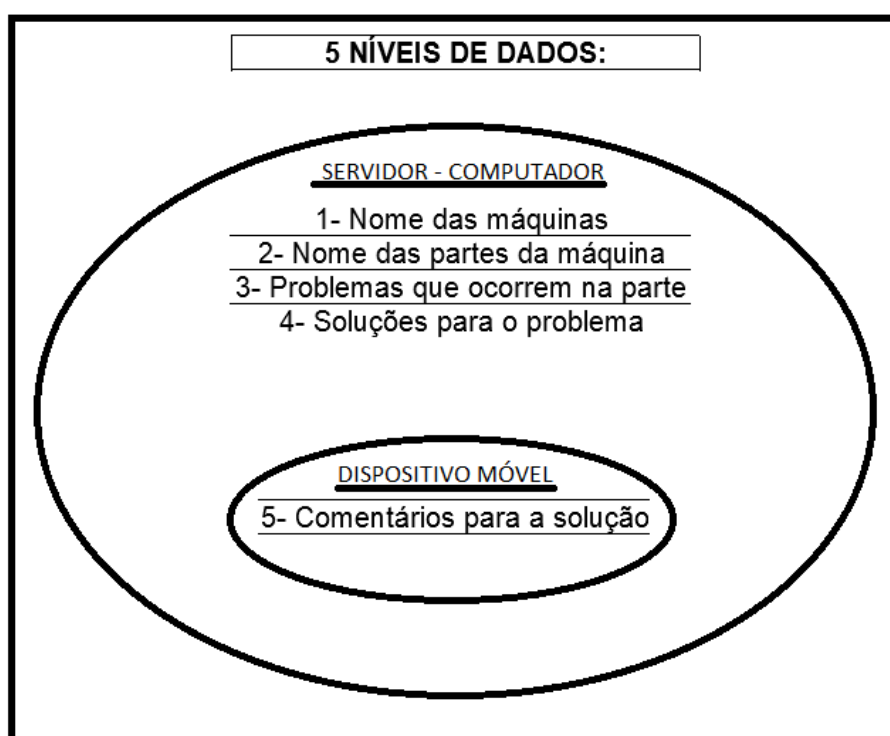 5 NÍVEIS DE DADOS:
SERVIDOR - COMPUTADOR
1- Nome das máquinas
2- Nome das partes da máquina
3- Problemas que ocorrem na parte
4- Soluções para o problema
DISPOSITIVO MÓVEL
5- Comentários para a solução